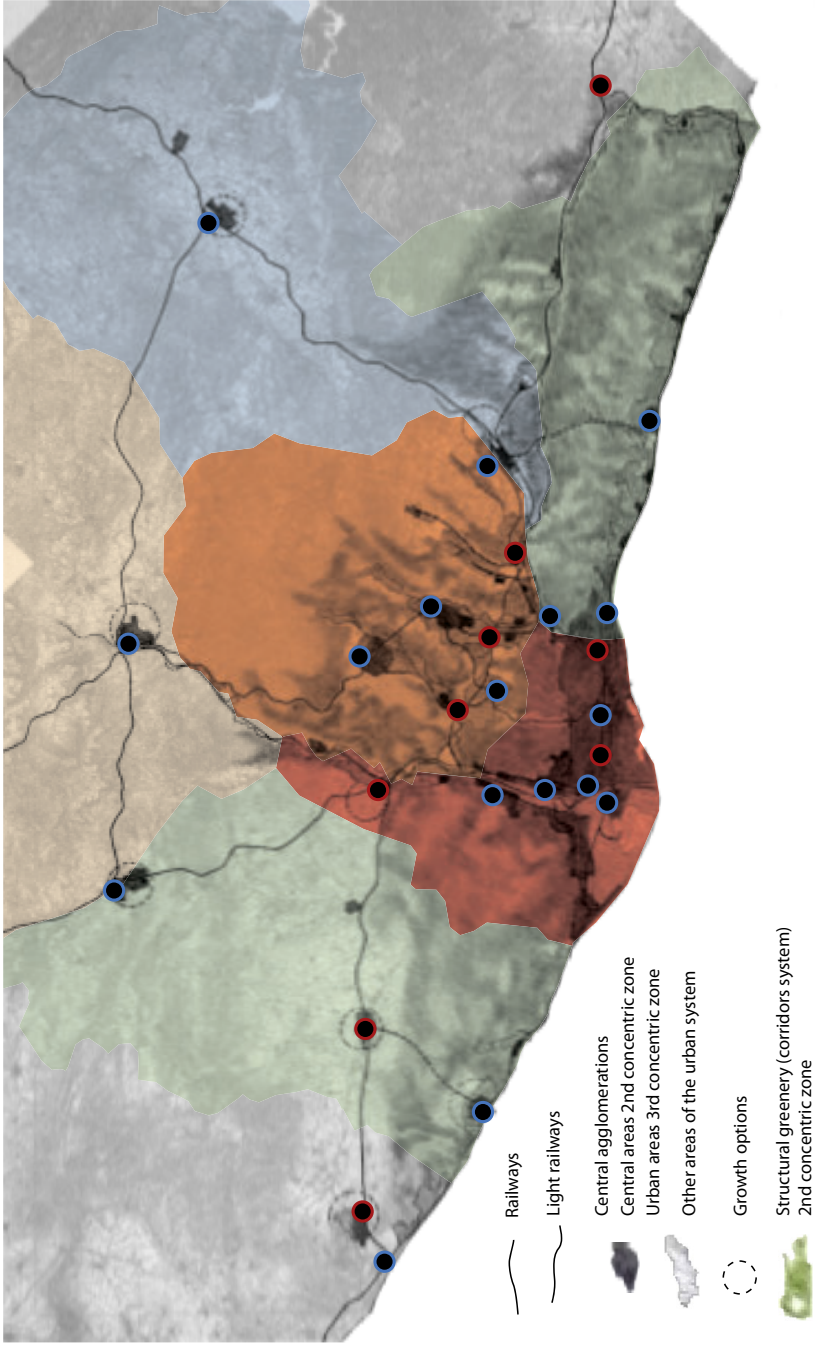 Railways
Light railways
Central agglomerations
Central areas 2nd concentric zone
Urban areas 3rd concentric zone
Other areas of the urban system
Growth options
Structural greenery (corridors system)
2nd concentric zone